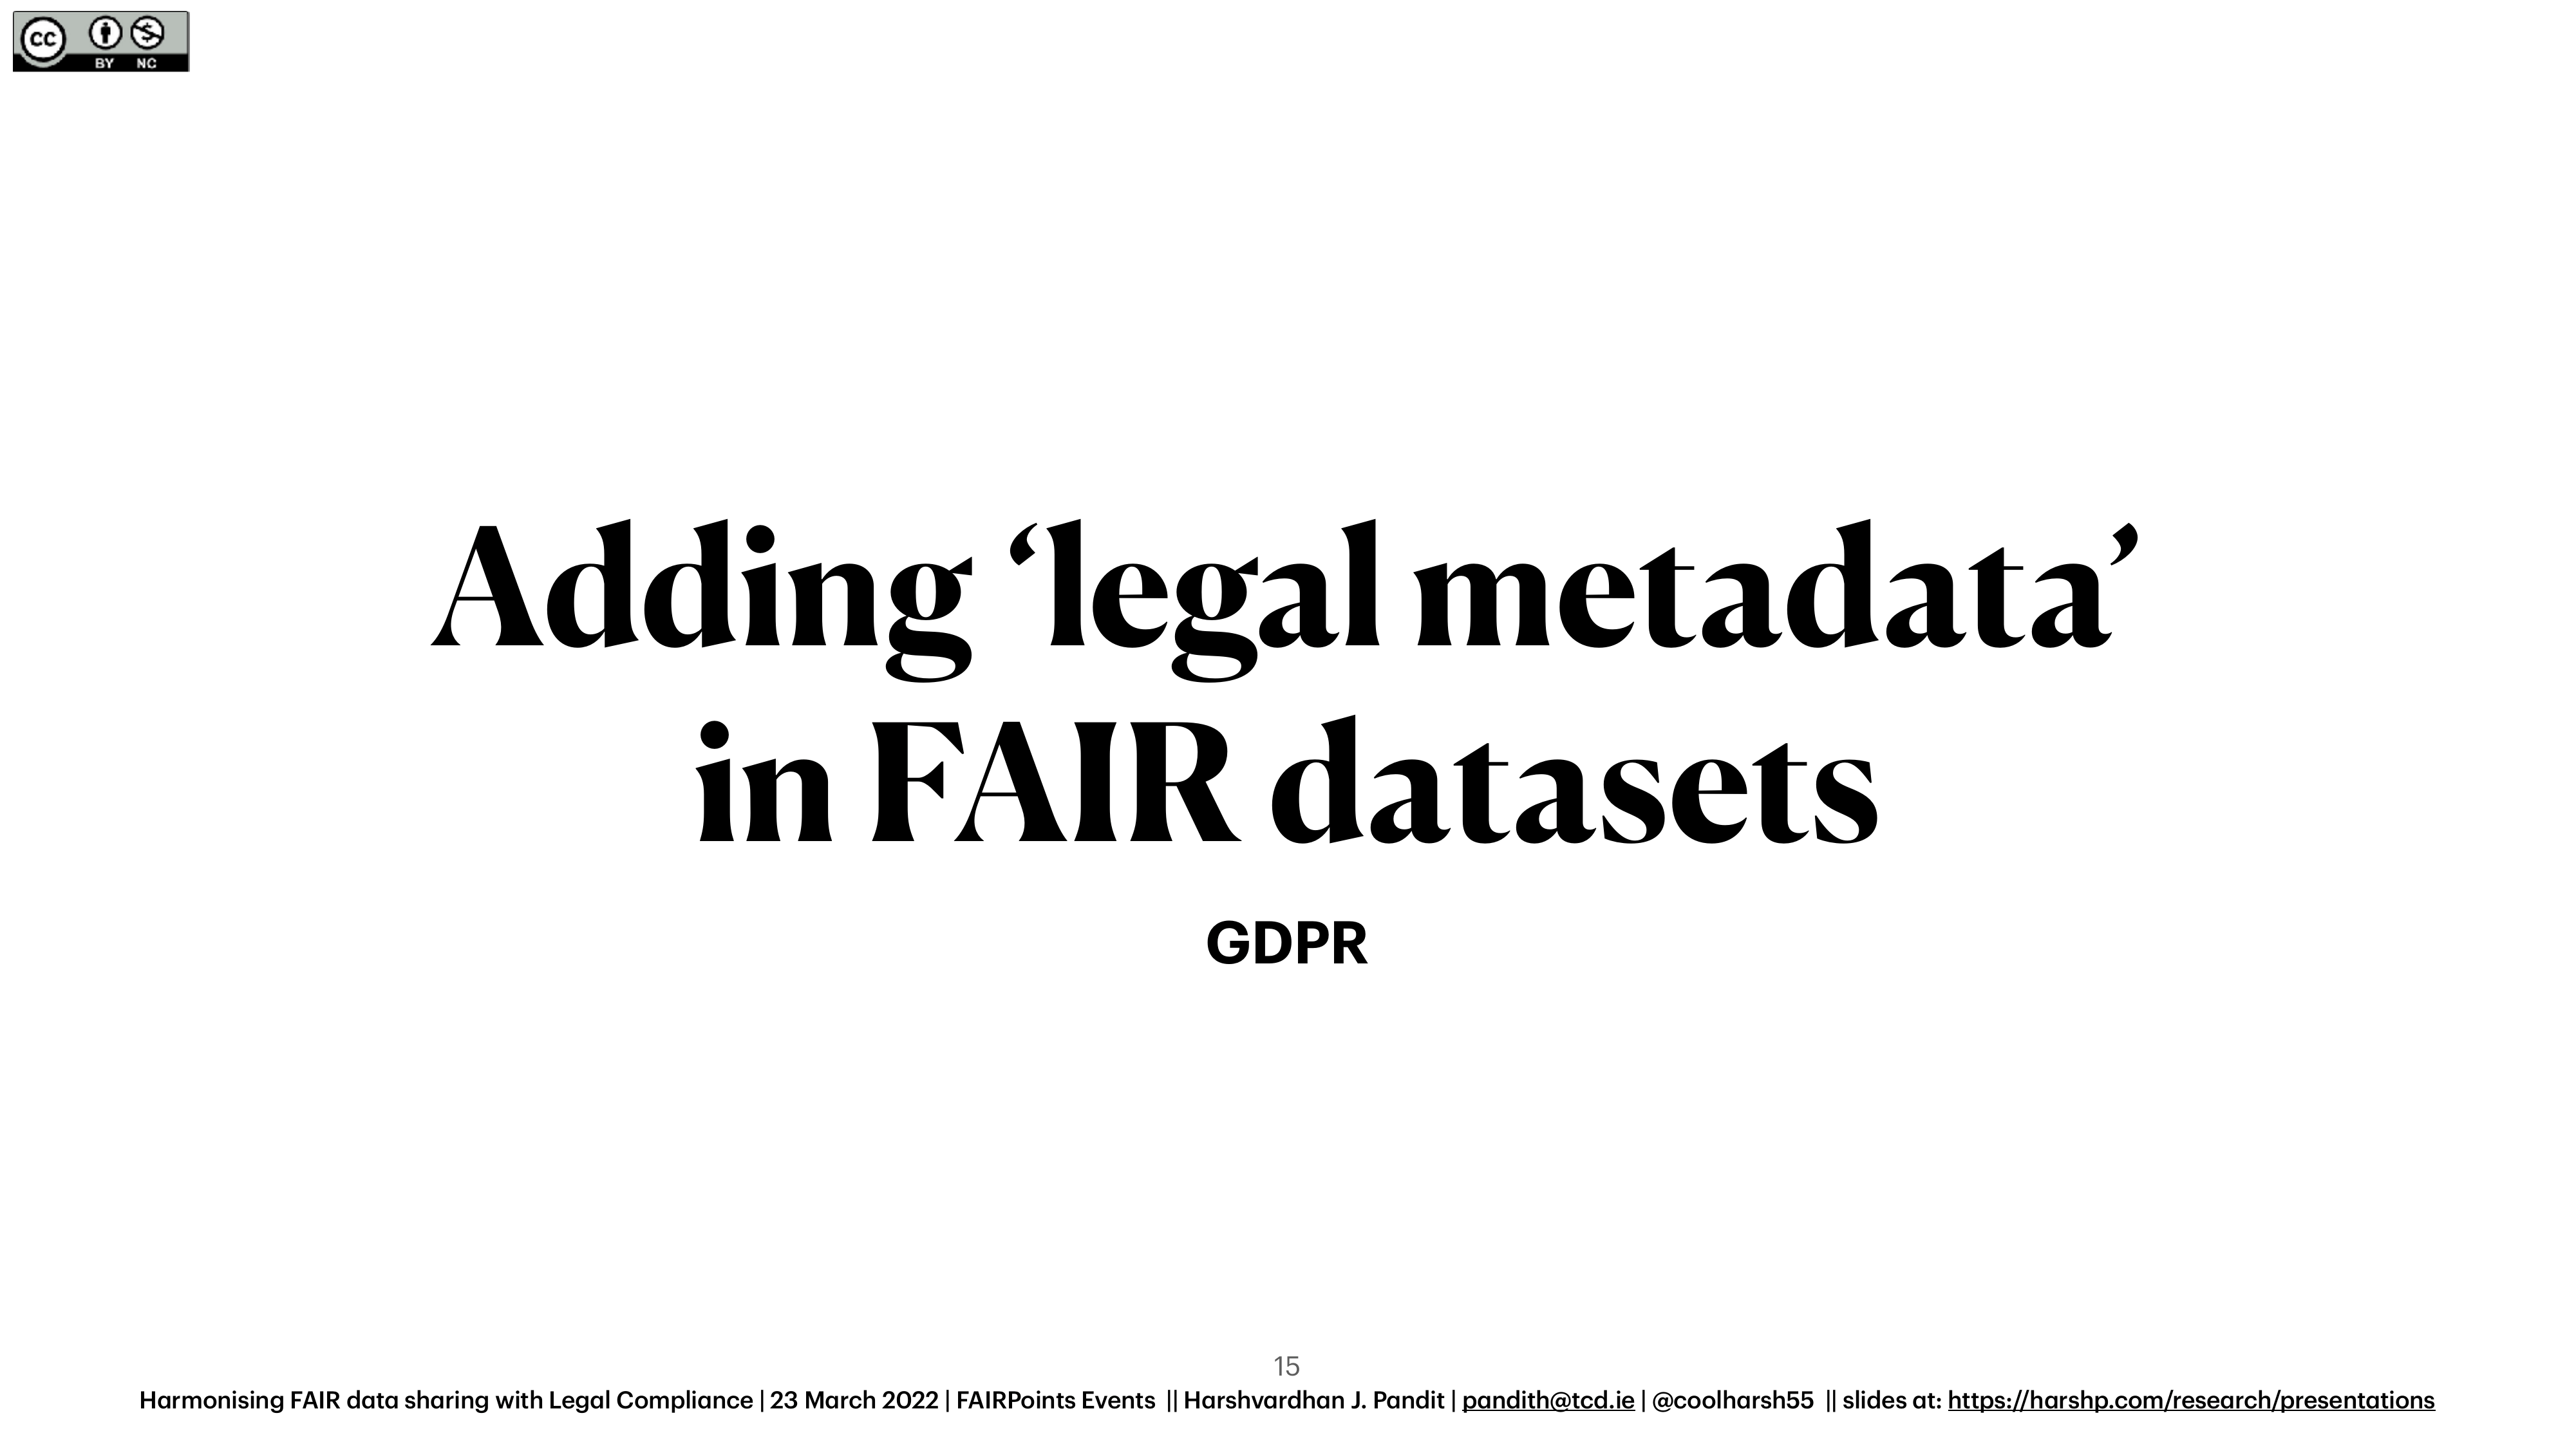 CC BY NC
Adding ‘legal metadata’
in FAIR datasets
GDPR
15
Harmonising FAIR data sharing with Legal Compliance | 23 March 2022 | FAIRPoints Events || Harshvardhan J. Pandit | pandith@tcd.ie | @coolharsh55 || slides at: https://harshp.com/research/presentations